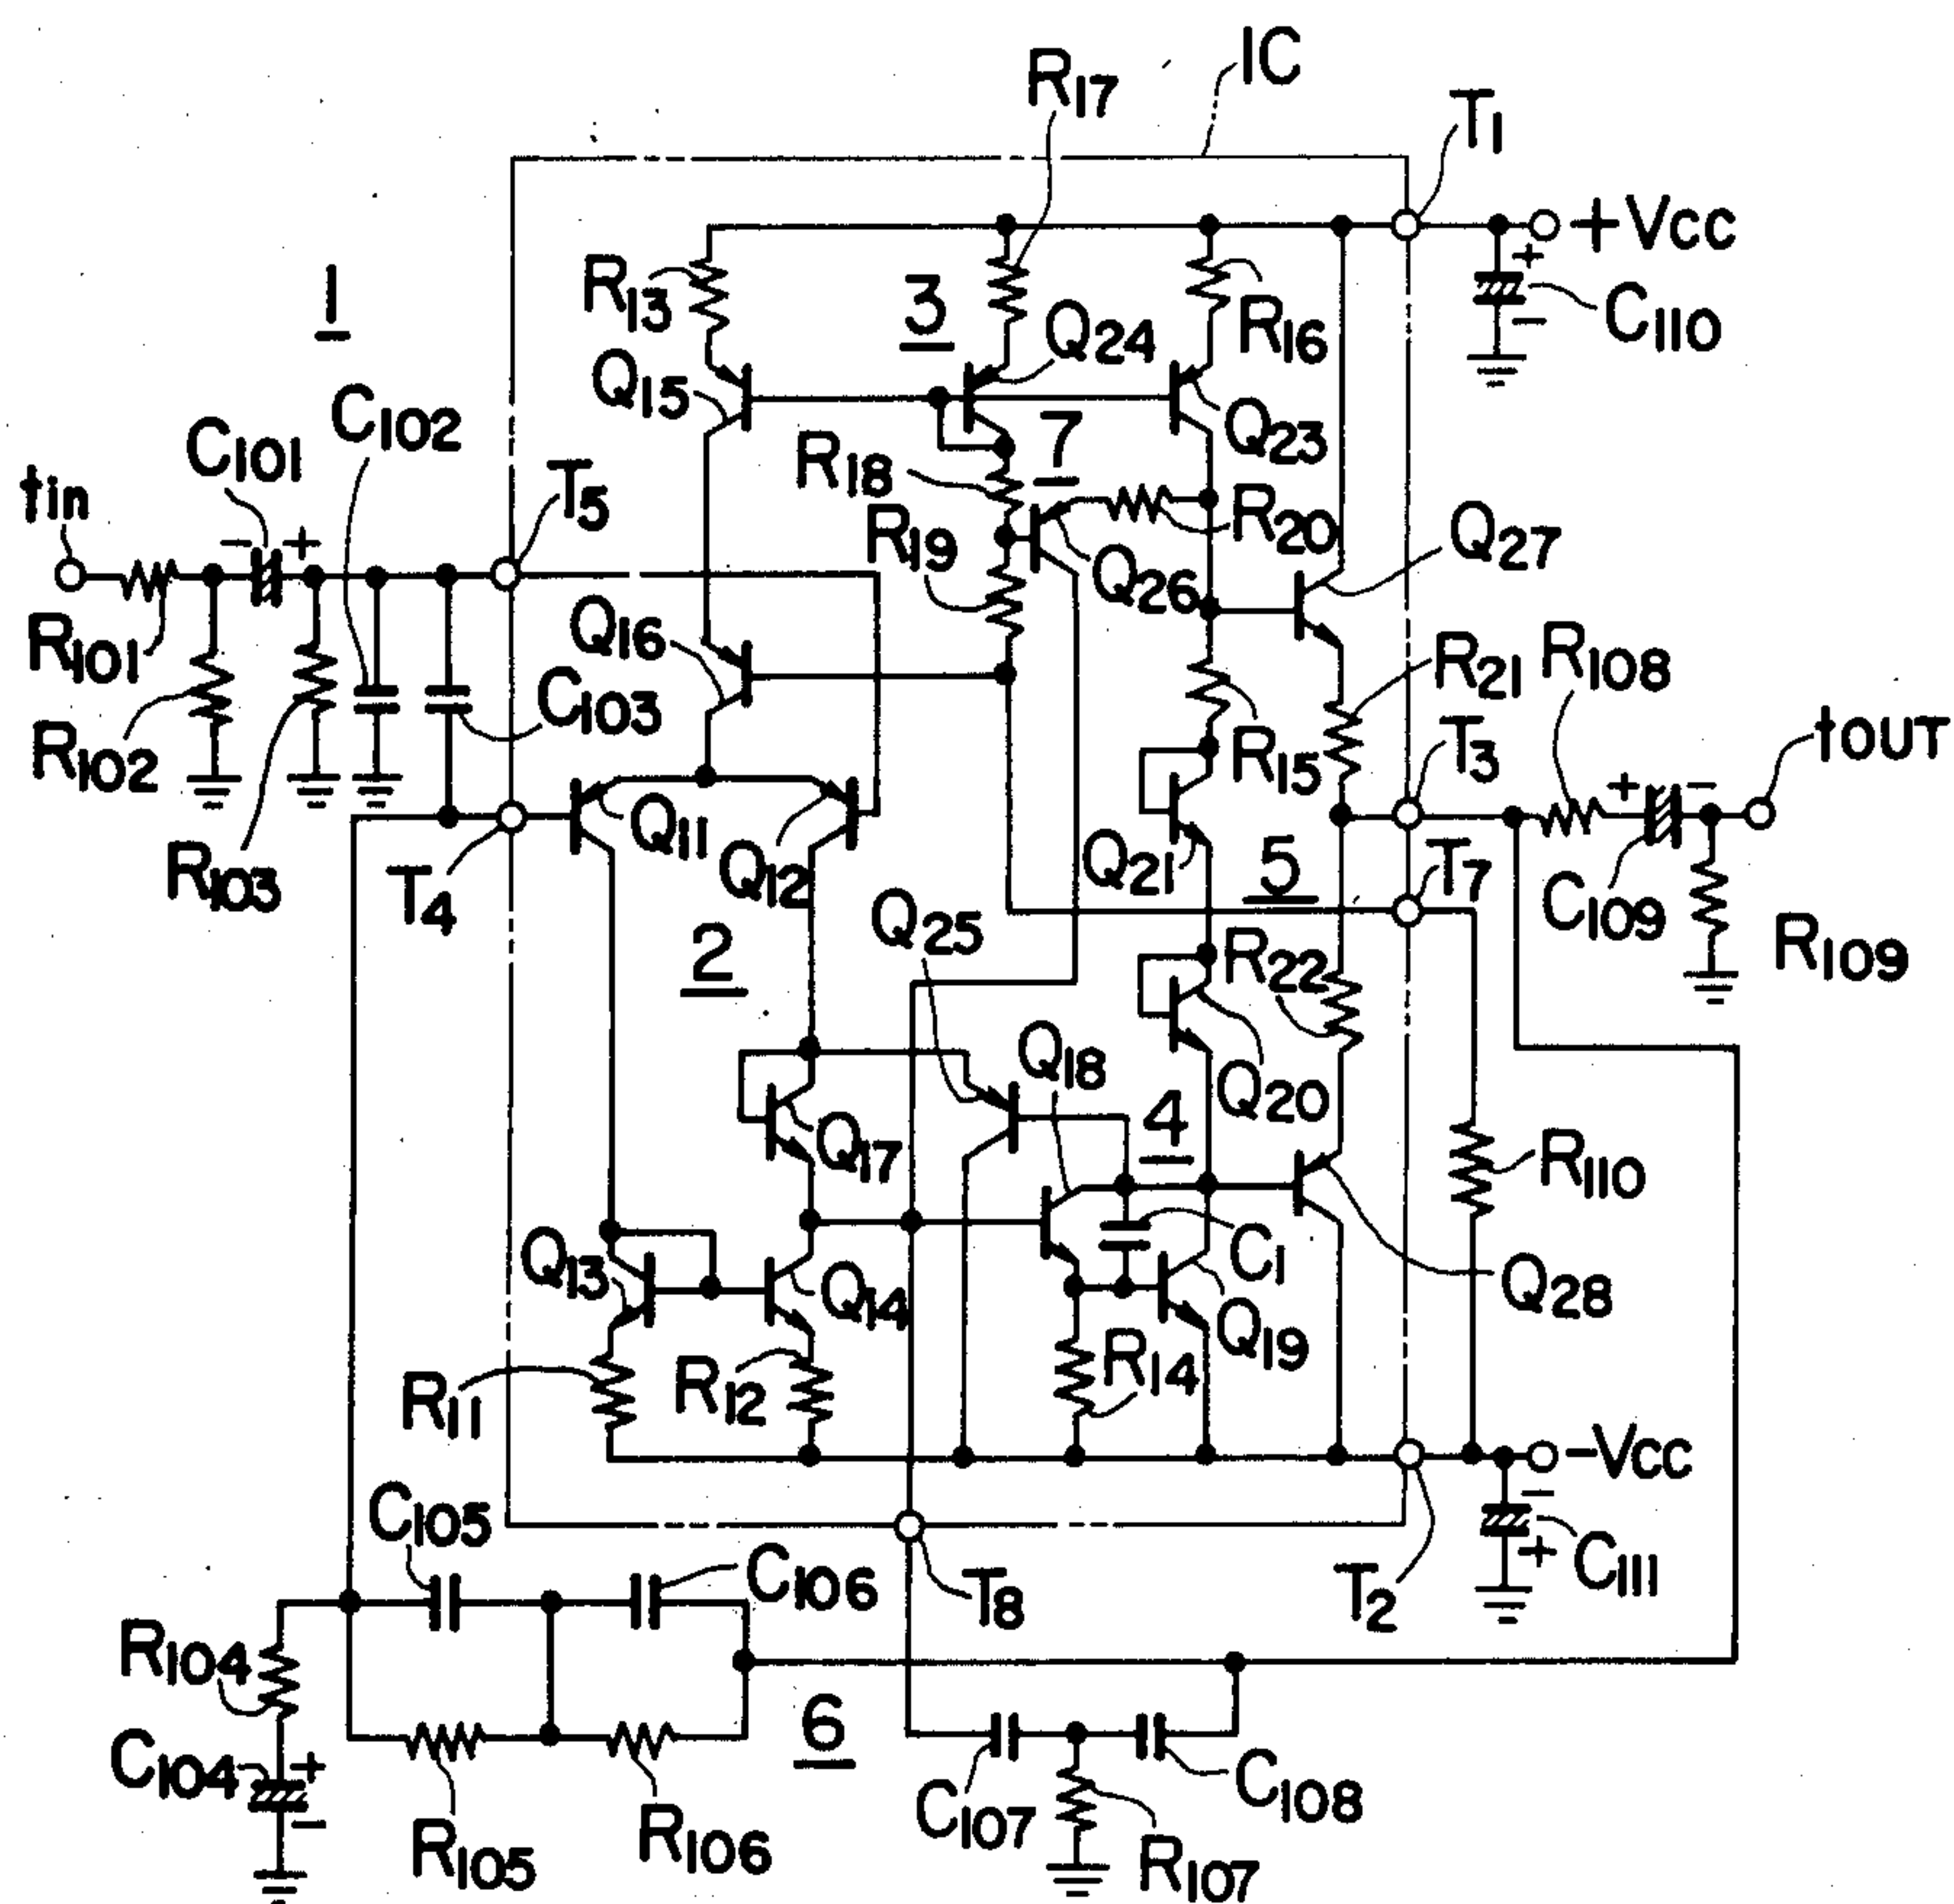 IC
R17
T1
+VCC
1
R13
3
Q24
R16
C110
Q15
C102
C101
7
Q23
tin
T5
R18
R20
Q27
R19
Q26
R101
Q16
R21
R108
C103
R102
R15
T3
tOUT
Q11
Q12
Q21
5
T7
R103
T4
C109
Q25
2
R22
R109
Q18
Q20
4
Q17
R110
Q13
Q14
C1
Q28
Q19
R11
R12
R14
-VCC
C105
C106
T8
T2
C111
R104
6
C104
C107
C108
R105
R106
R107